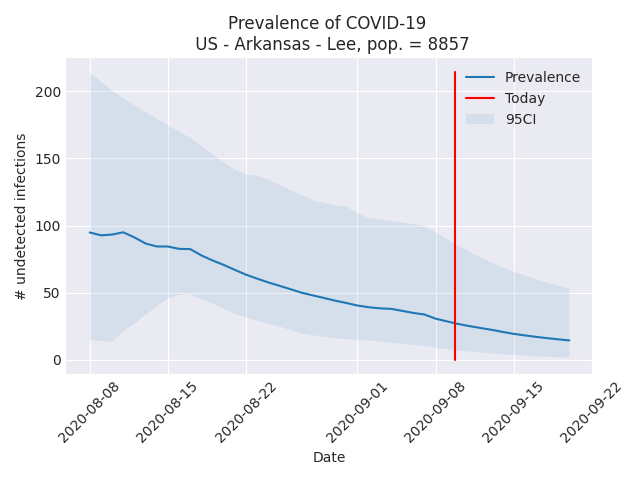 Prevalence of COVID-19
US - Arkansas - Lee, pop. = 8857
Prevalence
Today
95CI
# undetected infections
200
150
100
50
0
2020-08-08
2020-08-15
2020-08-22
2020-09-01
2020-09-08
2020-09-15
2020-09-22
Date